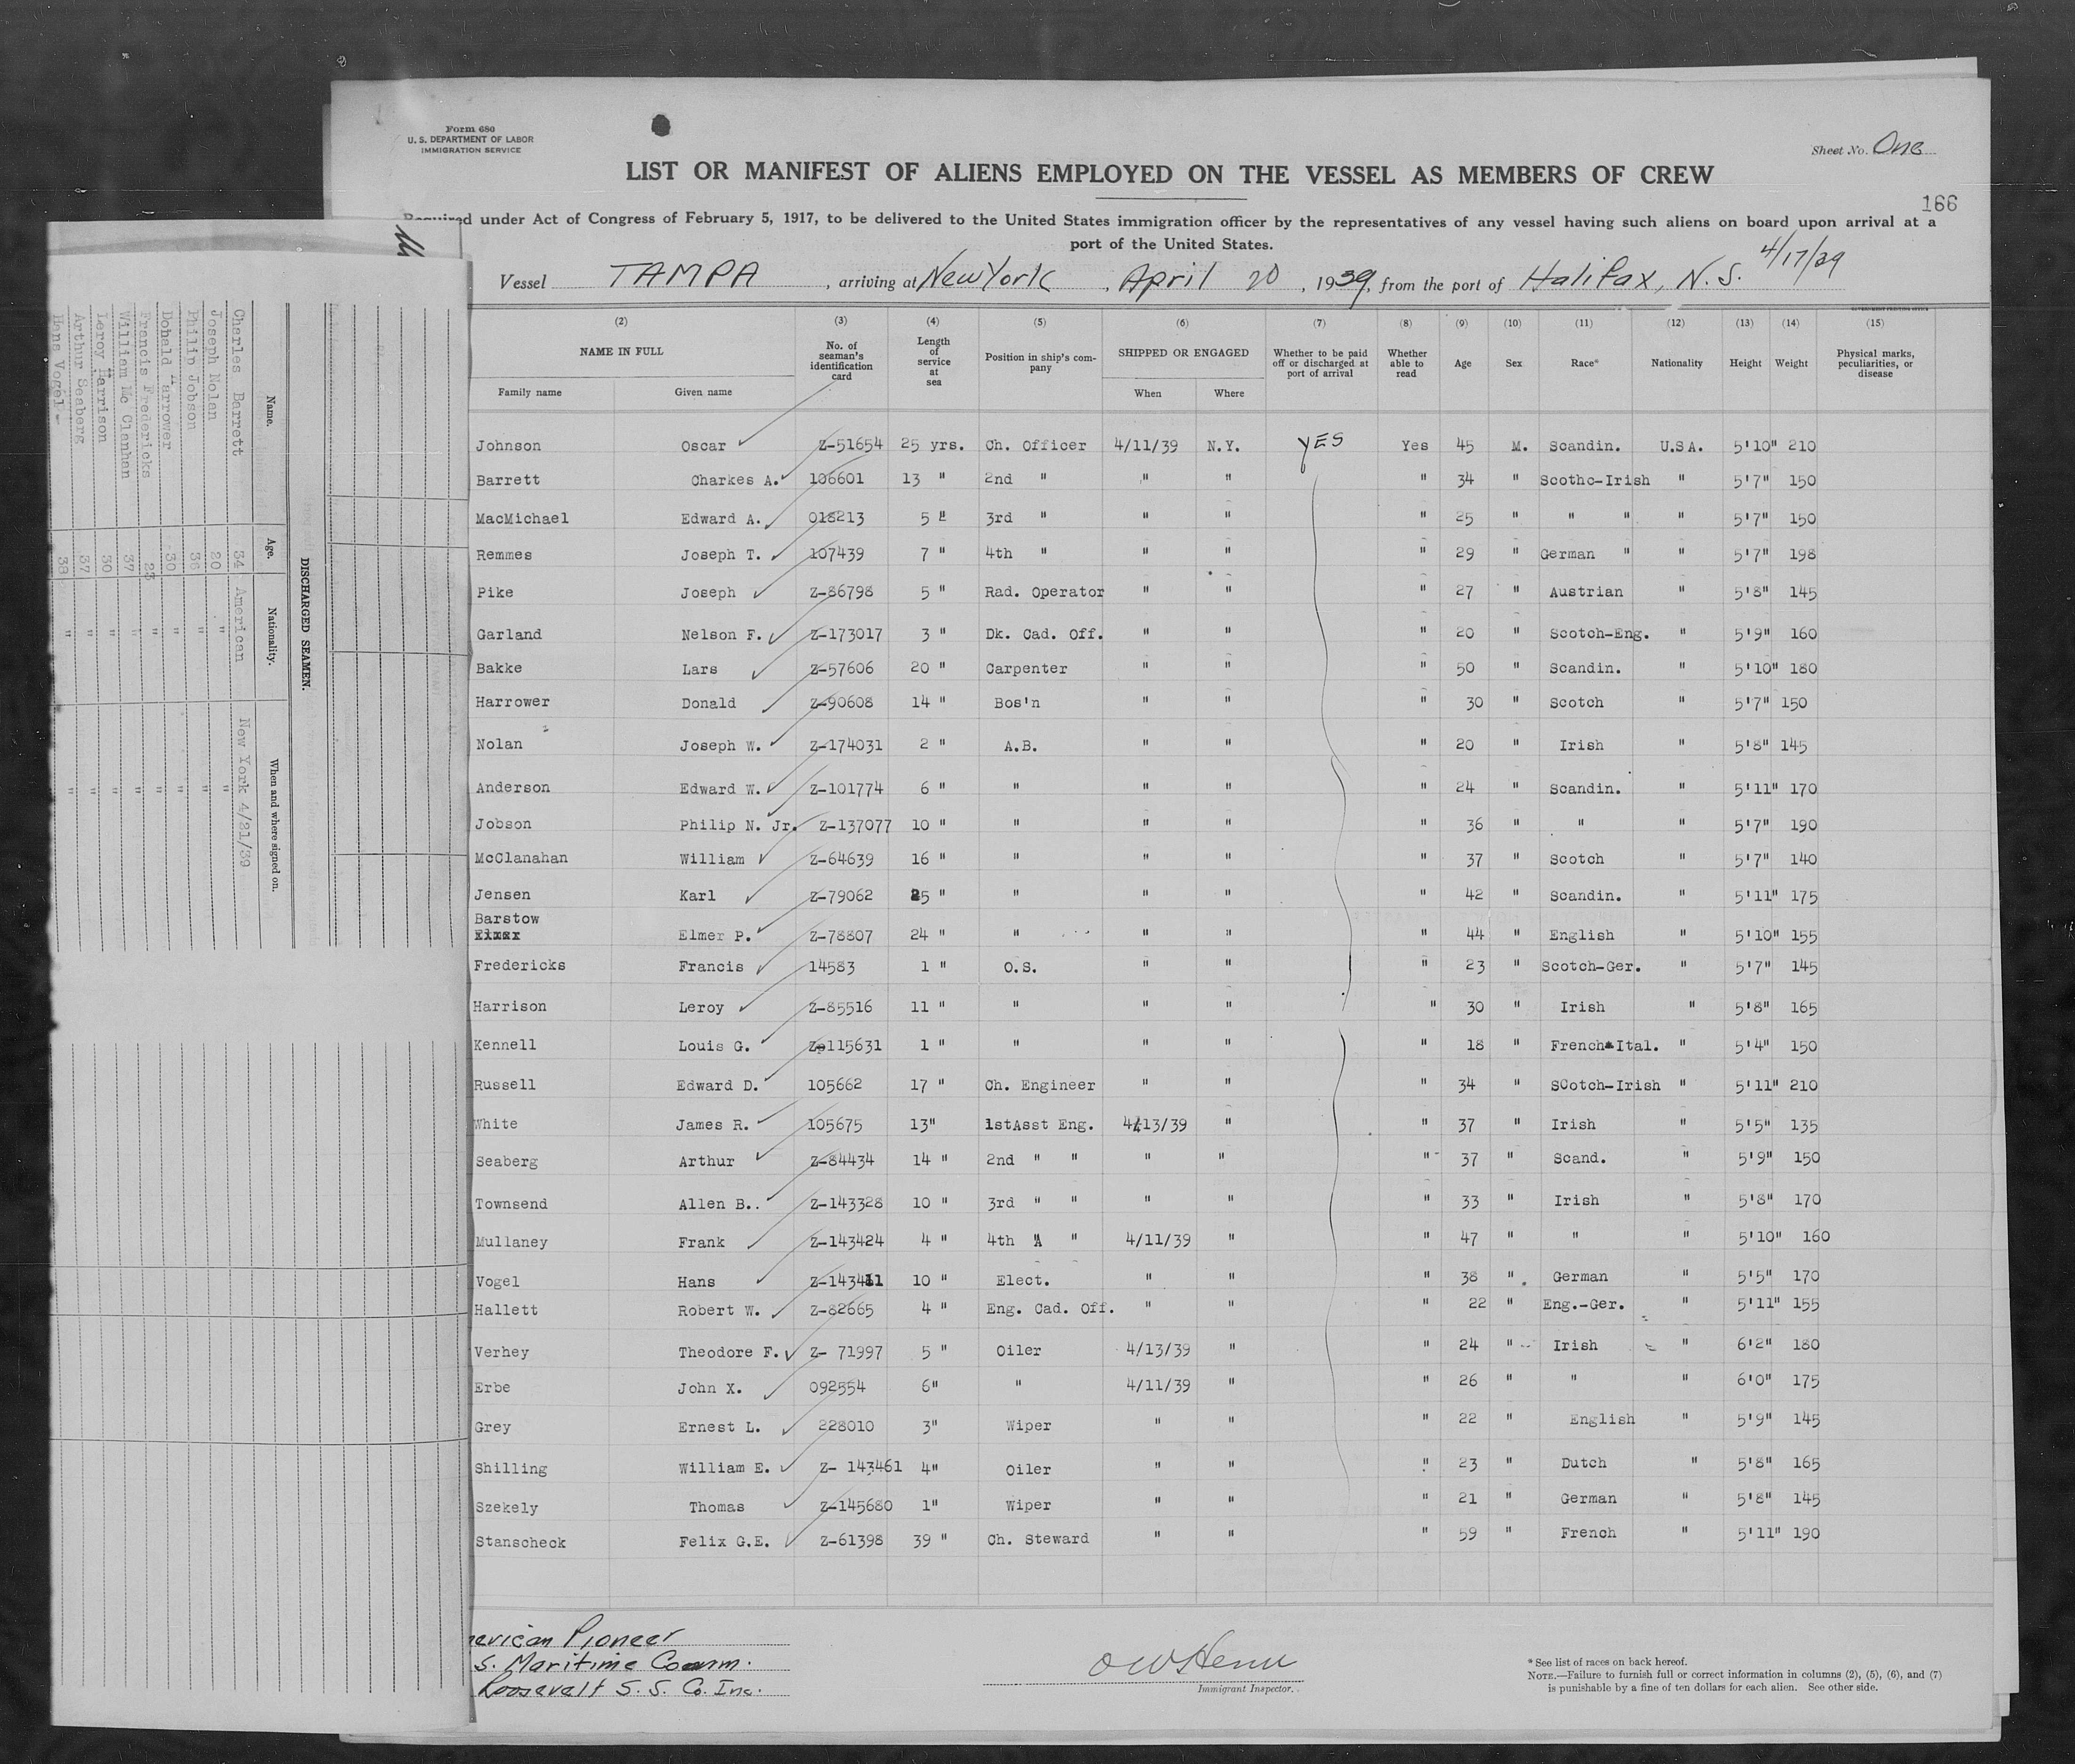 Form 680
U. S. DEPARTMENT OF LABOR
IMMIGRATION SERVICE
Sheet No. One
LIST OR MANIFEST OF ALIENS EMPLOYED ON THE VESSEL AS MEMBERS OF CREW
166
Required under Act of Congress of February 5, 1917, to be delivered to the United States immigration officer by the representatives of any vessel having such aliens on board upon arrival at a
port of the United States.
4/17/39
Vessel TAMPA, arriving at New York, April 20, 1939, from the port of Halifax, N.S.
(2) (3) (4) (5) (6) (7) (8) (9) (10) (11) (12) (13) (14) (15)
NAME IN FULL No. of seaman's identification card Length of service at sea Position in ship's company SHIPPED OR ENGAGED Whether to be paid off or discharged at port of arrival Whether able to read Age Sex Race* Nationality Height Weight Physical marks, peculiarities, or disease
Family name Given name When Where
Johnson Oscar Z-51654 25 yrs. Ch. Officer 4/11/39 N.Y. YES Yes 45 M. Scandin. U.S.A. 5'10" 210
Barrett Charkes A. 106601 13 " 2nd " " " " 34 " Scothc-Irish " 5'7" 150
MacMichael Edward A. 018213 5 " 3rd " " " " 25 " " " " 5'7" 150
Remmes Joseph T. 107439 7 " 4th " " " " 29 " German " " 5'7" 198
Pike Joseph Z-86798 5 " Rad. Operator " " " 27 " Austrian " 5'8" 145
Garland Nelson F. Z-173017 3 " Dk. Cad. Off. " " " 20 " Scotch-Eng. " 5'9" 160
Bakke Lars Z-57606 20 " Carpenter " " " 50 " Scandin. " 5'10" 180
Harrower Donald Z-90608 14 " Bos'n " " " 30 " Scotch " 5'7" 150
Nolan Joseph W. Z-174031 2 " A.B. " " " 20 " Irish " 5'8" 145
Anderson Edward W. Z-101774 6 " " " " " 24 " Scandin. " 5'11" 170
Jobson Philip N. Jr. Z-137077 10 " " " " " 36 " " " 5'7" 190
McClanahan William Z-64639 16 " " " " " 37 " Scotch " 5'7" 140
Jensen Karl Z-79062 25 " " " " " 42 " Scandin. " 5'11" 175
Barstow
Elmer Elmer P. Z-78807 24 " " " " " 44 " English " 5'10" 155
Fredericks Francis 14583 1 " O.S. " " " 23 " Scotch-Ger. " 5'7" 145
Harrison Leroy Z-85516 11 " " " " " 30 " Irish " 5'8" 165
Kennell Louis G. Z-115631 1 " " " " " 18 " French-Ital. " 5'4" 150
Russell Edward D. 105662 17 " Ch. Engineer " " " 34 " SCotch-Irish " 5'11" 210
White James R. 105675 13" 1stAsst Eng. 4/13/39 " " 37 " Irish " 5'5" 135
Seaberg Arthur Z-84434 14 " 2nd " " " " " 37 " Scand. " 5'9" 150
Townsend Allen B.. Z-143328 10 " 3rd " " " " " 33 " Irish " 5'8" 170
Mullaney Frank Z-143424 4 " 4th " " 4/11/39 " " 47 " " " 5'10" 160
Vogel Hans Z-143411 10 " Elect. " " " 38 " German " 5'5" 170
Hallett Robert W. Z-82665 4 " Eng. Cad. Off. " " " 22 " Eng.-Ger. " 5'11" 155
Verhey Theodore F. Z- 71997 5 " Oiler 4/13/39 " " 24 " Irish " 6'2" 180
Erbe John X. 092554 6" " 4/11/39 " " 26 " " " 6'0" 175
Grey Ernest L. 228010 3" Wiper " " " 22 " English " 5'9" 145
Shilling William E. Z- 143461 4" Oiler " " " 23 " Dutch " 5'8" 165
Szekely Thomas Z-145680 1" Wiper " " " 21 " German " 5'8" 145
Stanscheck Felix G.E. Z-61398 39 " Ch. Steward " " " 59 " French " 5'11" 190
erican Pioneer
S. Maritime Comm.
Roosevelt S. S. Co. Inc.
Immigrant Inspector.
* See list of races on back hereof.
NOTE.—Failure to furnish full or correct information in columns (2), (5), (6), and (7)
is punishable by a fine of ten dollars for each alien. See other side.
DISCHARGED SEAMEN.
Name. Age. Nationality. When and where signed on.
Charles Barrett 34 American New York 4/21/39
Joseph Nolan 20 " "
Philip Jobson 36 " "
Donald Harrower 30 " "
Francis Fredericks 23 " "
William Mc Clanhan 37 " "
Leroy Harrison 30 " "
Arthur Seaberg 37 " "
Hans Vogel 38 " "